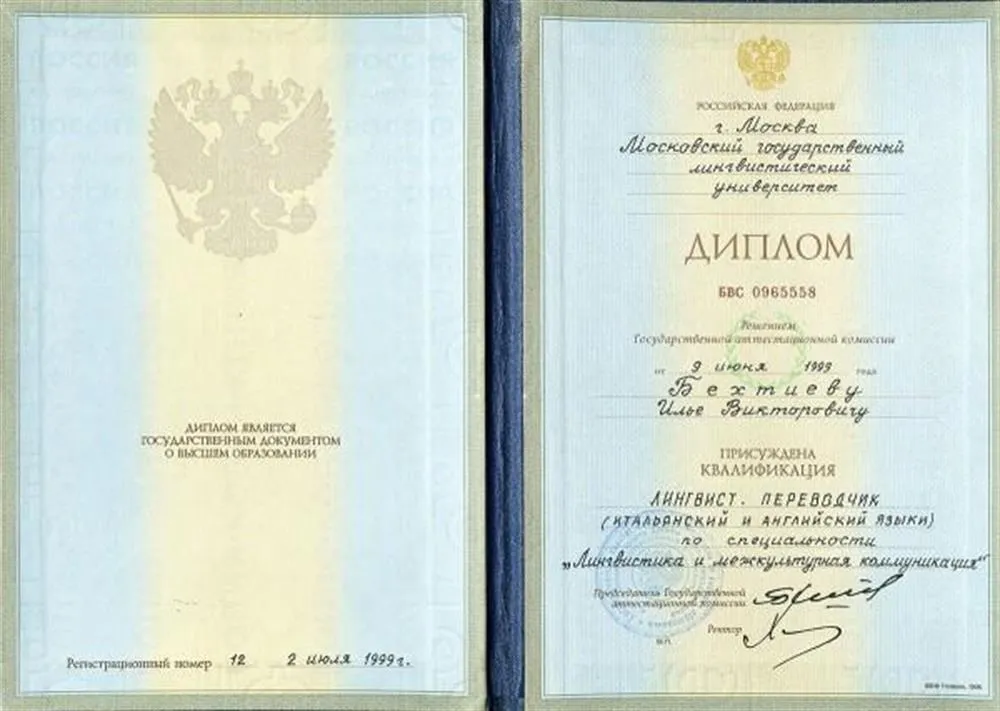 ДИПЛОМ ЯВЛЯЕТСЯ
ГОСУДАРСТВЕННЫМ ДОКУМЕНТОМ
О ВЫСШЕМ ОБРАЗОВАНИИ
Регистрационный номер 12 2 июля 1999 г.
РОССИЙСКАЯ ФЕДЕРАЦИЯ
г. Москва
Московский государственный
лингвистический
университет
ДИПЛОМ
БВС 0965558
Решением
Государственной аттестационной комиссии
от 9 июня 1999 года
Бехтиеву
Илье Викторовичу
ПРИСУЖДЕНА
КВАЛИФИКАЦИЯ
ЛИНГВИСТ. ПЕРЕВОДЧИК
(ИТАЛЬЯНСКИЙ И АНГЛИЙСКИЙ ЯЗЫКИ)
по специальности
„Лингвистика и межкультурная коммуникация"
Председатель Государственной
аттестационной комиссии
Ректор
М.П.